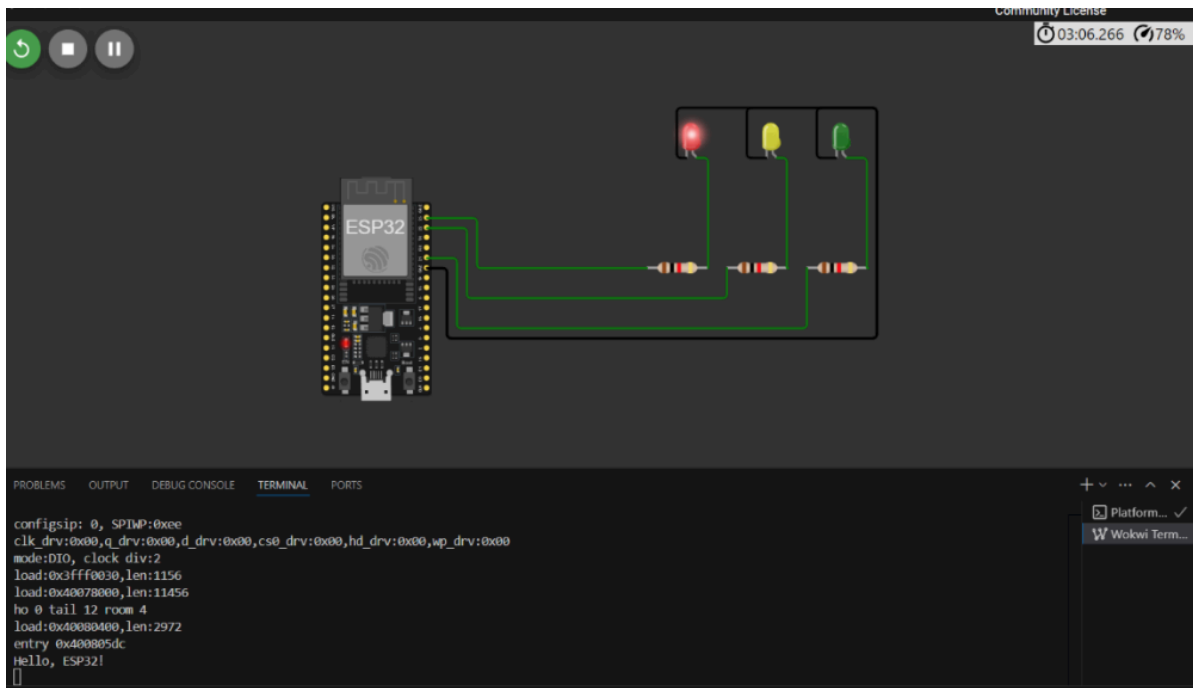 Community License
03:06.266 78%
ESP32
PROBLEMS OUTPUT DEBUG CONSOLE TERMINAL PORTS
Platform...
Wokwi Term...
configsip: 0, SPIWP:0xee
clk_drv:0x00,q_drv:0x00,d_drv:0x00,cs0_drv:0x00,hd_drv:0x00,wp_drv:0x00
mode:DIO, clock div:2
load:0x3fff0030,len:1156
load:0x40078000,len:11456
ho 0 tail 12 room 4
load:0x40080400,len:2972
entry 0x400805dc
Hello, ESP32!